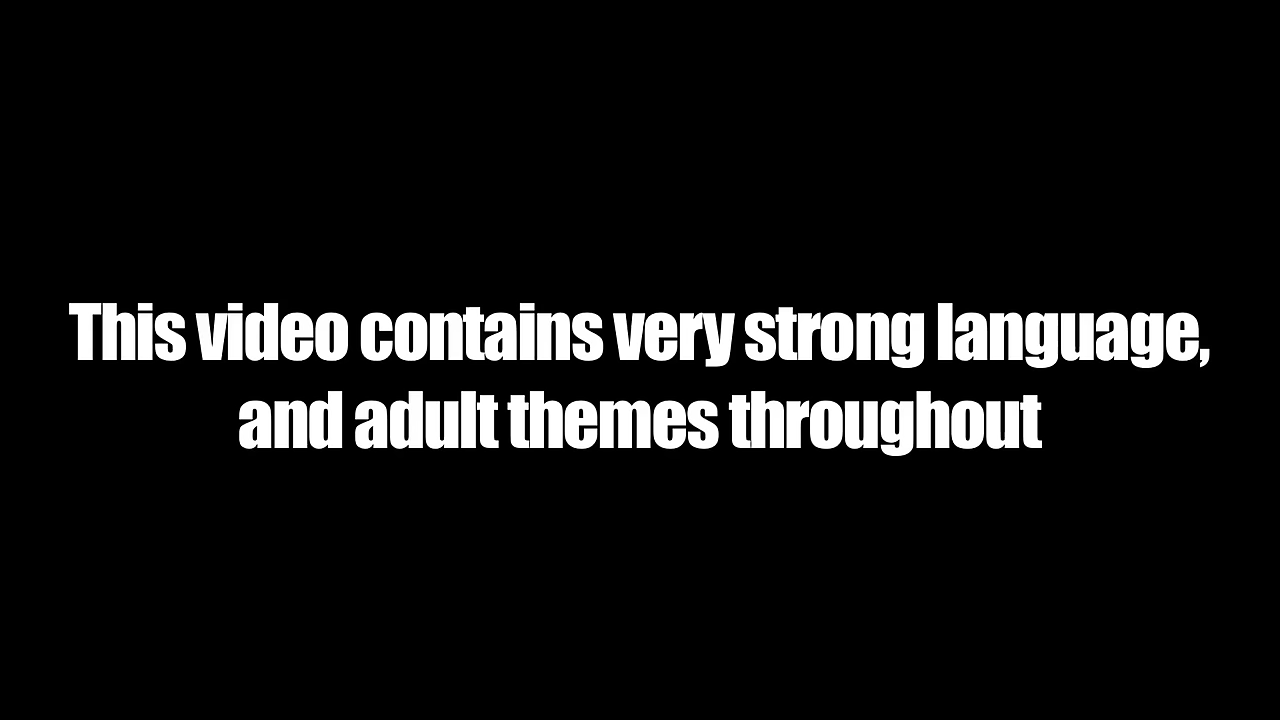 This video contains very strong language,
and adult themes throughout